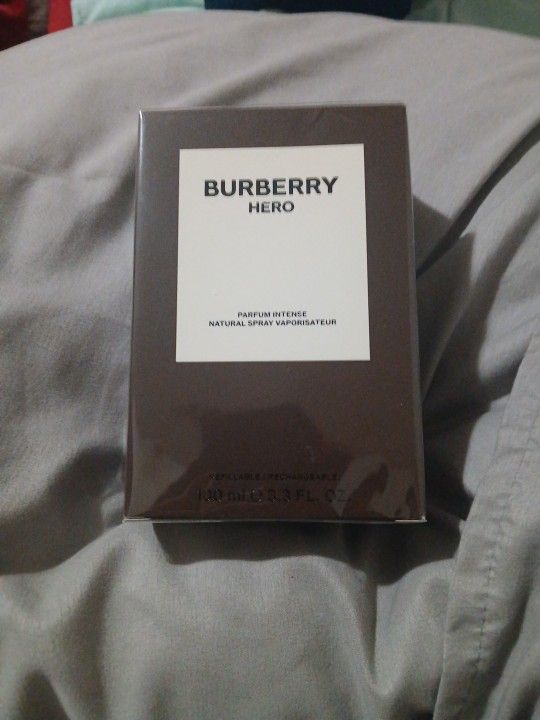 BURBERRY
HERO
PARFUM INTENSE
NATURAL SPRAY VAPORISATEUR
REFILLABLE / RECHARGEABLE
100 ml ℮ 3.3 FL. OZ.